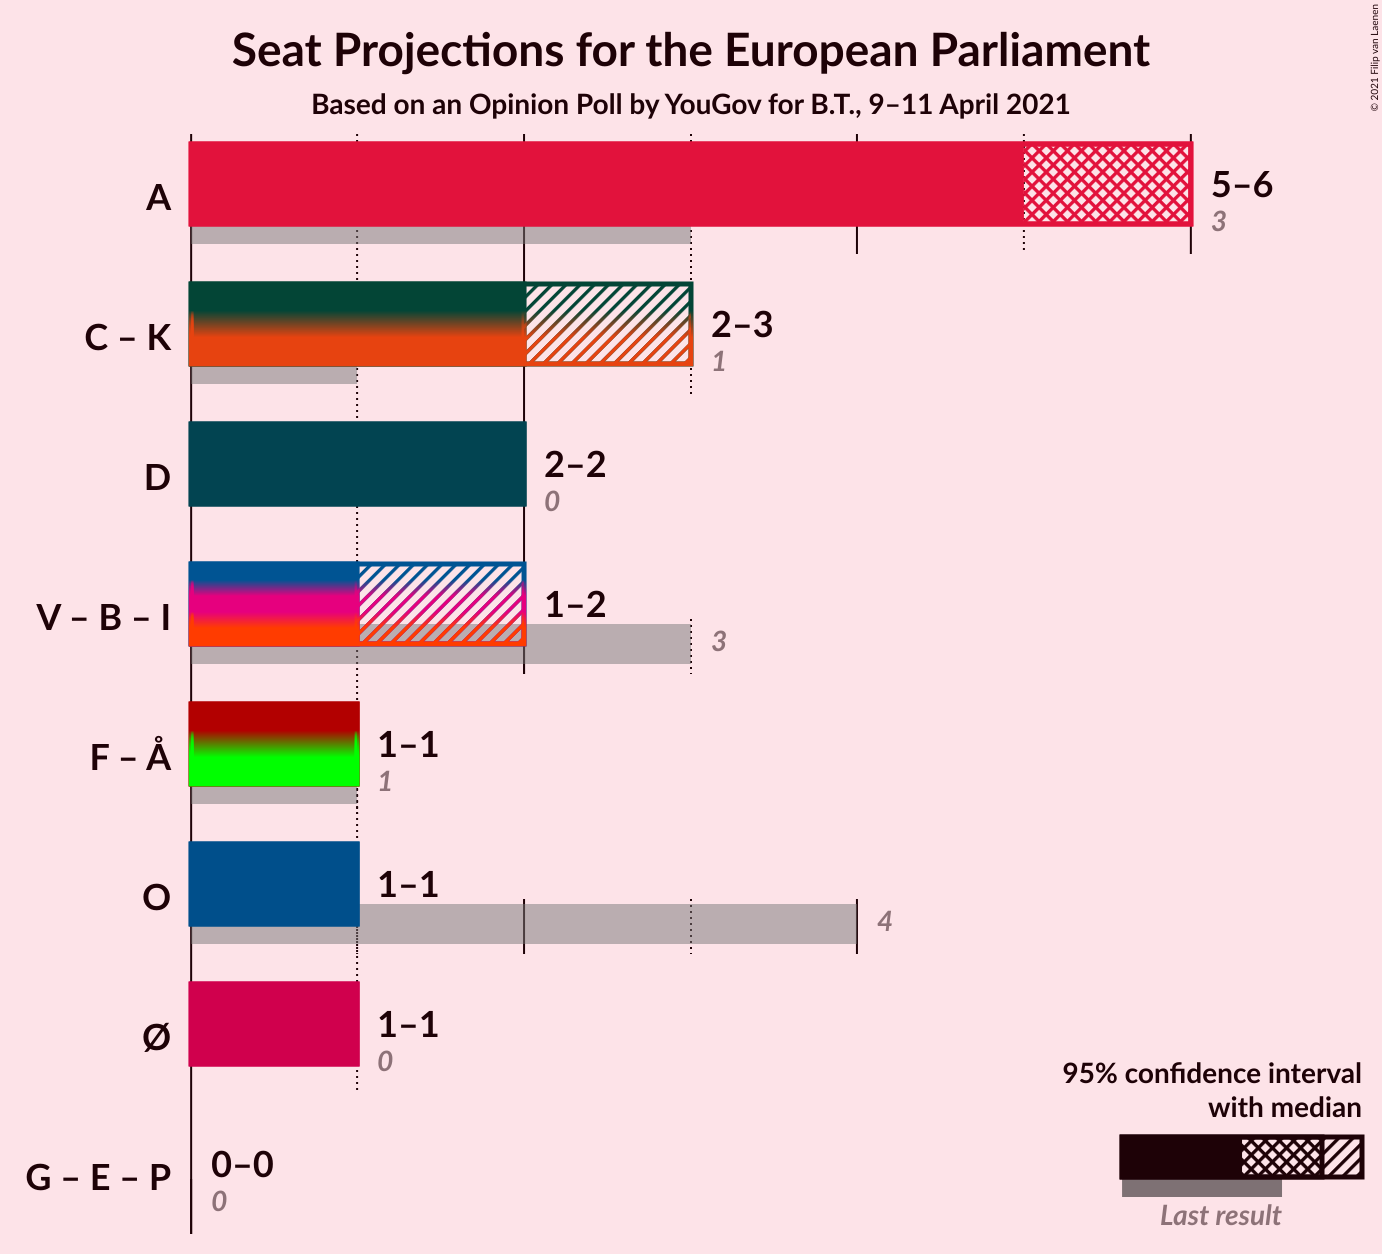 Seat Projections for the European Parliament
Based on an Opinion Poll by YouGov for B.T., 9–11 April 2021
© 2021 Filip van Laenen
A
5–6
3
C – K
2–3
1
D
2–2
0
V – B – I
1–2
3
F – Å
1–1
1
O
1–1
4
Ø
1–1
0
G – E – P
0–0
0
95% confidence interval
with median
Last result